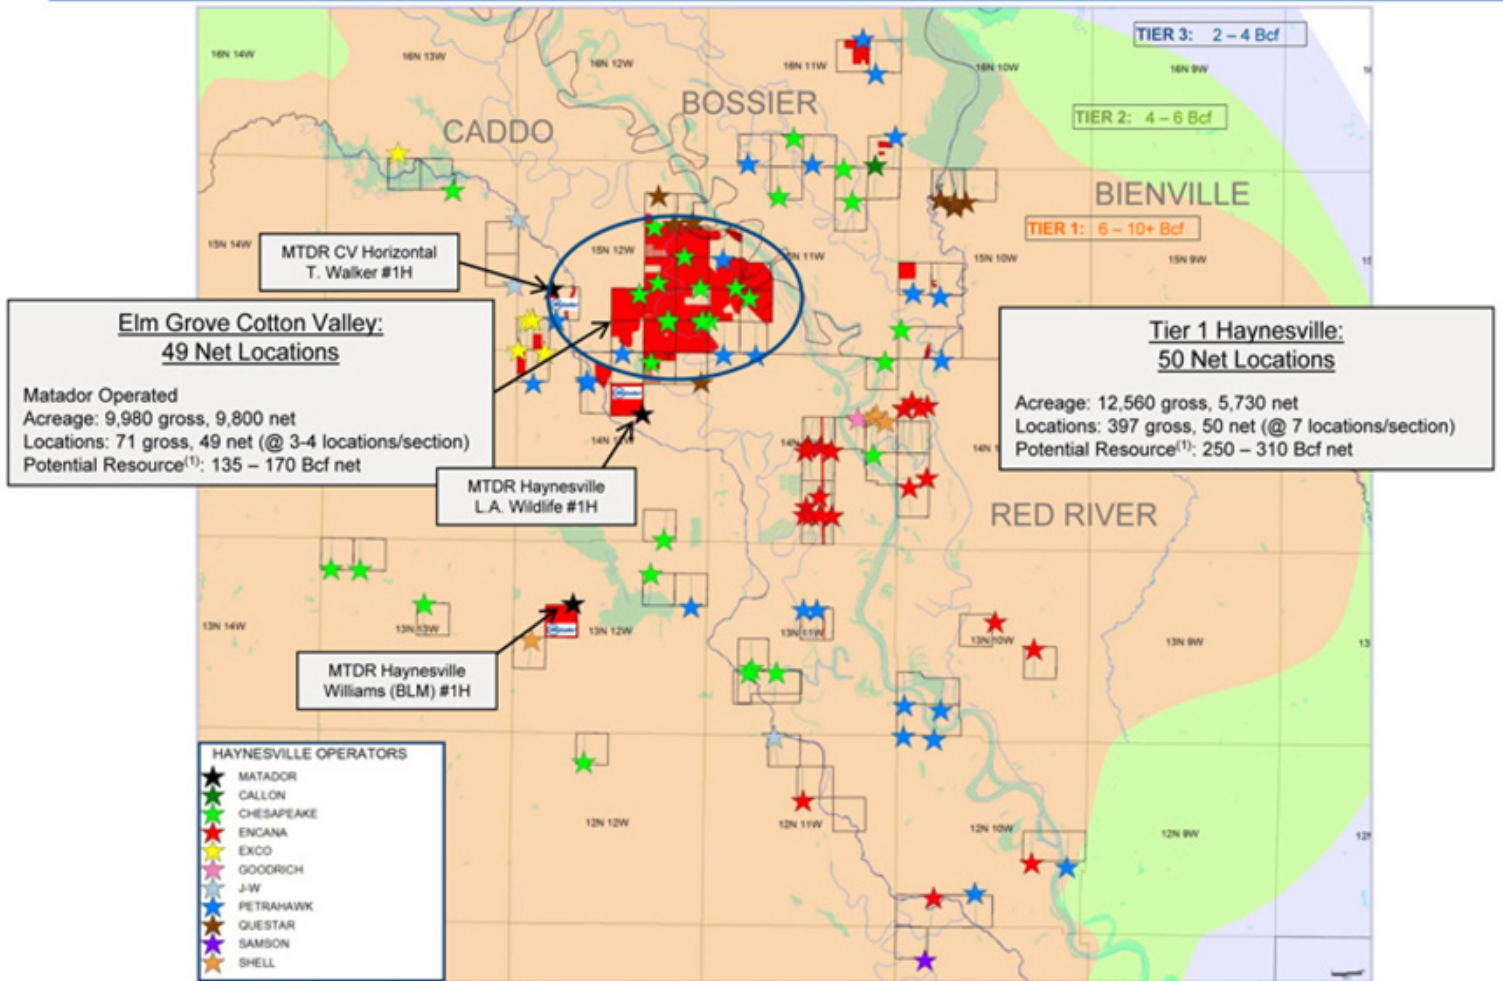 TIER 3: 2 – 4 Bcf
16N 14W
16N 13W
16N 12W
16N 11W
16N 10W
16N 9W
BOSSIER
TIER 2: 4 – 6 Bcf
CADDO
BIENVILLE
TIER 1: 6 – 10+ Bcf
15N 14W
15N 12W
15N 10W
15N 9W
MTDR CV Horizontal
T. Walker #1H
Elm Grove Cotton Valley:
49 Net Locations
Matador Operated
Acreage: 9,980 gross, 9,800 net
Locations: 71 gross, 49 net (@ 3-4 locations/section)
Potential Resource(1): 135 – 170 Bcf net
Tier 1 Haynesville:
50 Net Locations
Acreage: 12,560 gross, 5,730 net
Locations: 397 gross, 50 net (@ 7 locations/section)
Potential Resource(1): 250 – 310 Bcf net
MTDR Haynesville
L.A. Wildlife #1H
RED RIVER
13N 14W
13N 13W
13N 12W
13N 11W
13N 10W
13N 9W
MTDR Haynesville
Williams (BLM) #1H
HAYNESVILLE OPERATORS
MATADOR
CALLON
CHESAPEAKE
ENCANA
EXCO
GOODRICH
J-W
PETRAHAWK
QUESTAR
SAMSON
SHELL
12N 12W
12N 11W
12N 10W
12N 9W